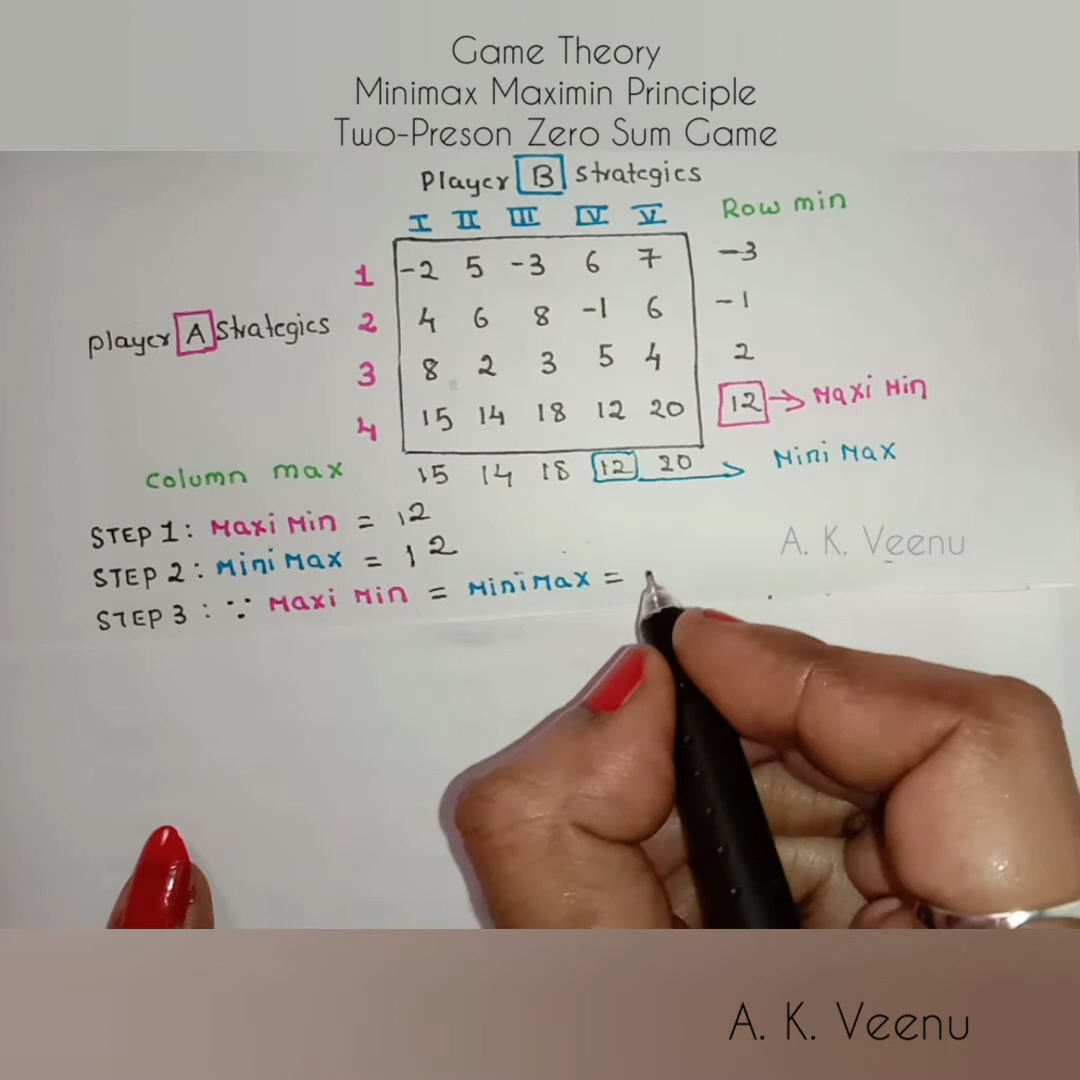 Game Theory
Minimax Maximin Principle
Two-Preson Zero Sum Game
Player B Strategies
I II III IV V Row min
1 -2 5 -3 6 7 -3
Player A Strategies 2 4 6 8 -1 6 -1
3 8 2 3 5 4 2
4 15 14 18 12 20 12 → Maxi Min
Column max 15 14 18 12 20 → Mini Max
STEP 1: Maxi Min = 12
STEP 2: Mini Max = 12
STEP 3: ∵ Maxi Min = MiniMax =
A. K. Veenu
A. K. Veenu